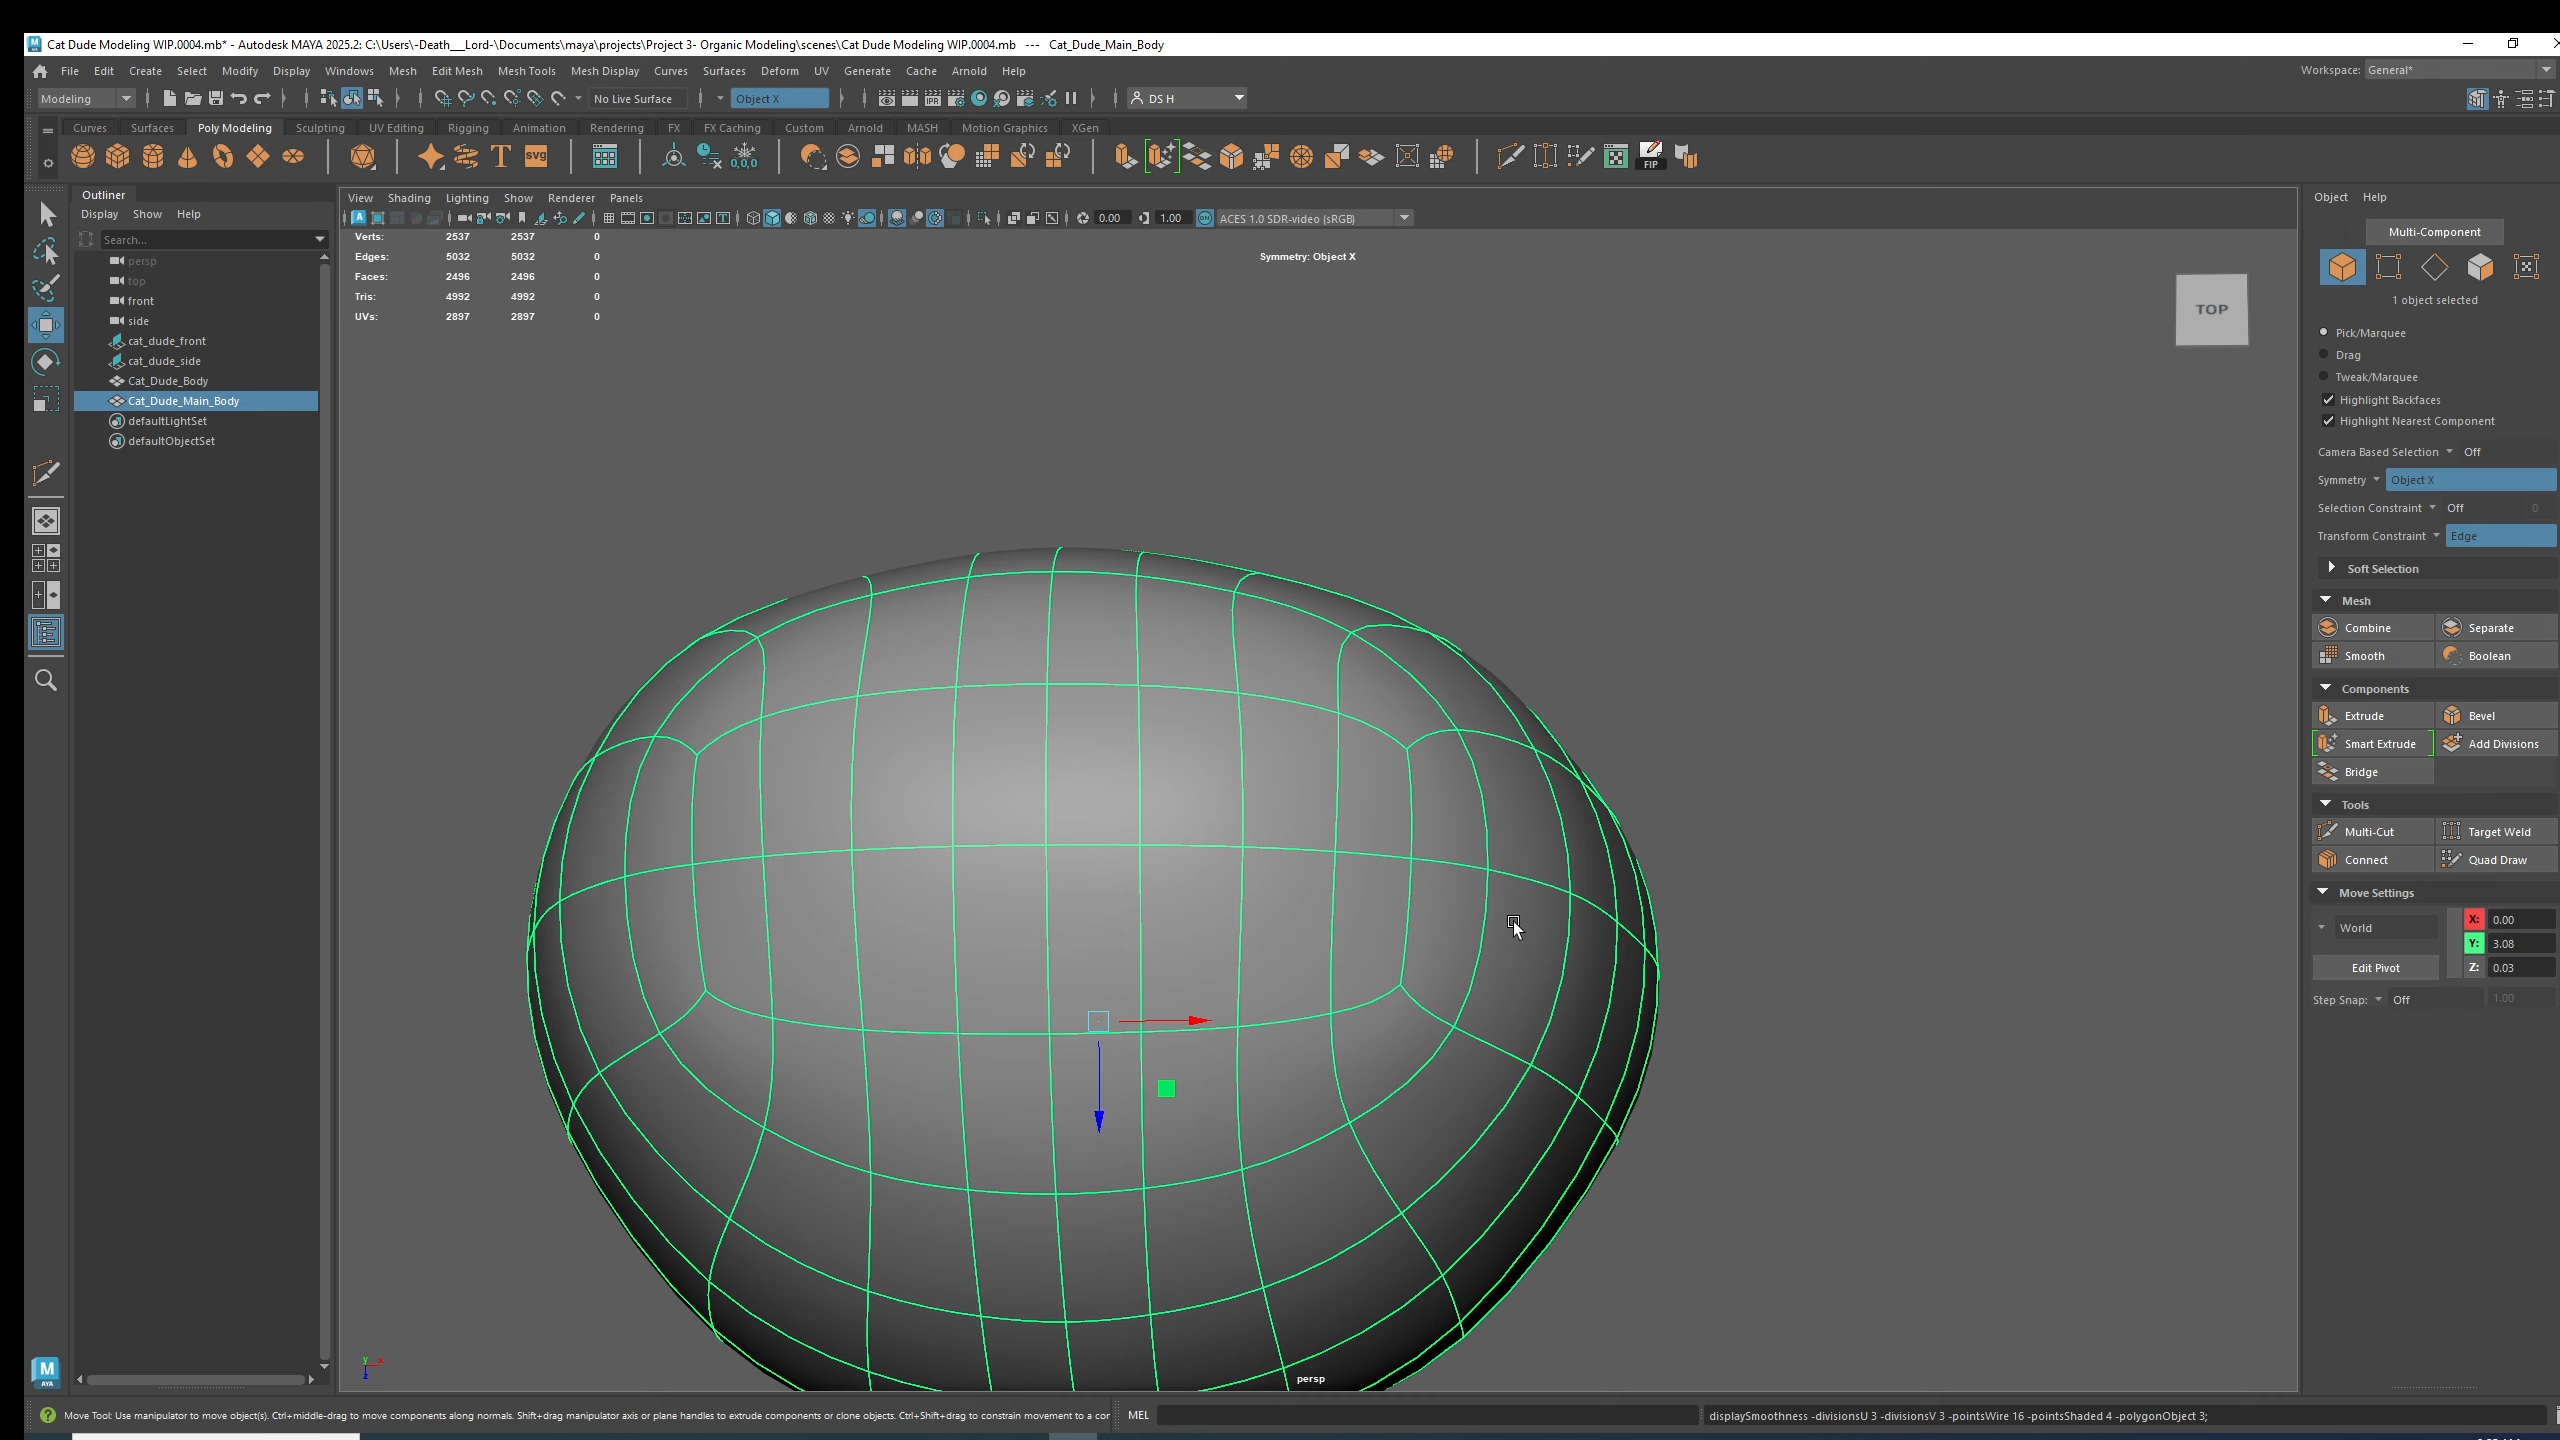 Cat Dude Modeling WIP.0004.mb* - Autodesk MAYA 2025.2: C:\Users\-Death__Lord-\Documents\maya\projects\Project 3- Organic Modeling\scenes\Cat Dude Modeling WIP.0004.mb --- Cat_Dude_Main_Body
File Edit Create Select Modify Display Windows Mesh Edit Mesh Mesh Tools Mesh Display Curves Surfaces Deform UV Generate Cache Arnold Help
Workspace: General*
Modeling No Live Surface Object X IPR DS H
Curves Surfaces Poly Modeling Sculpting UV Editing Rigging Animation Rendering FX FX Caching Custom Arnold MASH Motion Graphics XGen
T svg 0,0,0 FIP
Outliner
Display Show Help
Search...
persp
top
front
side
cat_dude_front
cat_dude_side
Cat_Dude_Body
Cat_Dude_Main_Body
defaultLightSet
defaultObjectSet
View Shading Lighting Show Renderer Panels
0.00 1.00 ON ACES 1.0 SDR-video (sRGB)
Verts: 2537 2537 0
Edges: 5032 5032 0
Faces: 2496 2496 0
Tris: 4992 4992 0
UVs: 2897 2897 0
Symmetry: Object X
TOP
y x
z
persp
Object Help
Multi-Component
1 object selected
Pick/Marquee
Drag
Tweak/Marquee
Highlight Backfaces
Highlight Nearest Component
Camera Based Selection Off
Symmetry Object X
Selection Constraint Off 0
Transform Constraint Edge
Soft Selection
Mesh
Combine Separate
Smooth Boolean
Components
Extrude Bevel
Smart Extrude Add Divisions
Bridge
Tools
Multi-Cut Target Weld
Connect Quad Draw
Move Settings
World X: 0.00
Y: 3.08
Edit Pivot Z: 0.03
Step Snap: Off 1.00
M
AYA
Move Tool: Use manipulator to move object(s). Ctrl+middle-drag to move components along normals. Shift+drag manipulator axis or plane handles to extrude components or clone objects. Ctrl+Shift+drag to constrain movement to a cor
MEL
displaySmoothness -divisionsU 3 -divisionsV 3 -pointsWire 16 -pointsShaded 4 -polygonObject 3;